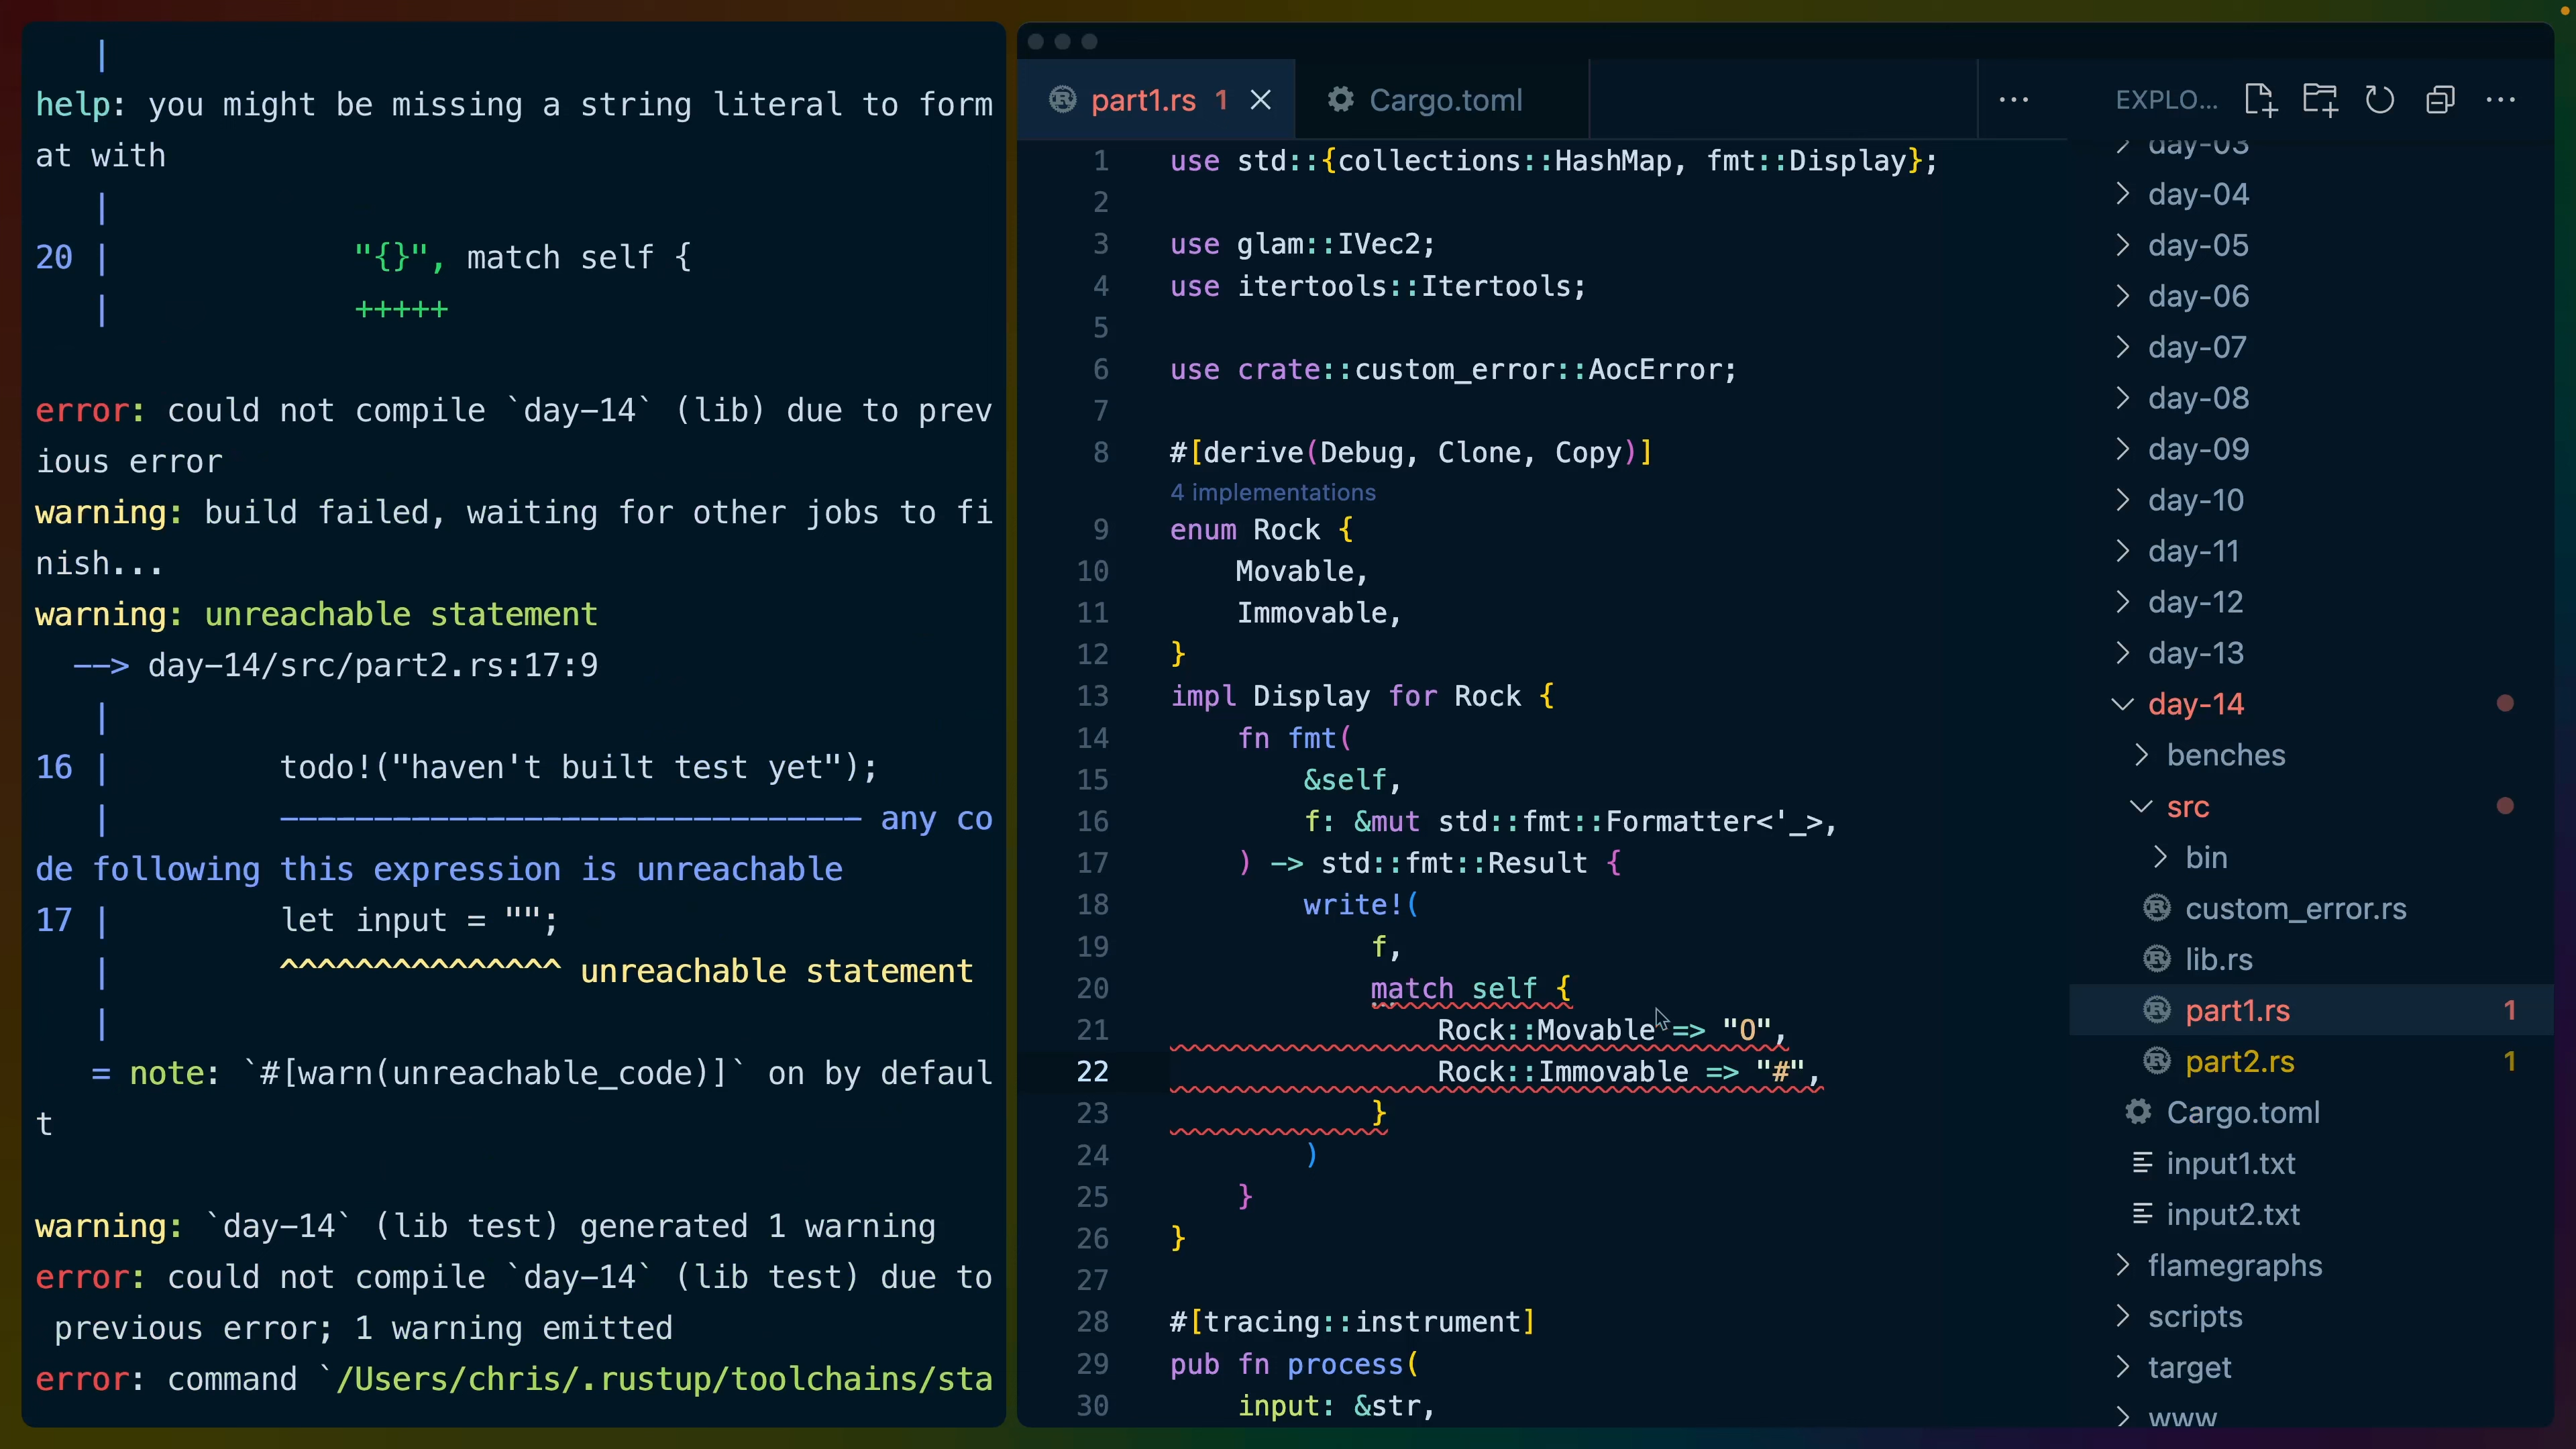 |
help: you might be missing a string literal to form
at with
|
20 |             "{}", match self {
|             +++++
error: could not compile `day-14` (lib) due to prev
ious error
warning: build failed, waiting for other jobs to fi
nish...
warning: unreachable statement
--> day-14/src/part2.rs:17:9
|
16 |         todo!("haven't built test yet");
|         ------------------------------- any co
de following this expression is unreachable
17 |         let input = "";
|         ^^^^^^^^^^^^^^^ unreachable statement
|
= note: `#[warn(unreachable_code)]` on by defaul
t
warning: `day-14` (lib test) generated 1 warning
error: could not compile `day-14` (lib test) due to
previous error; 1 warning emitted
error: command `/Users/chris/.rustup/toolchains/sta
part1.rs 1
Cargo.toml
1 use std::{collections::HashMap, fmt::Display};
2
3 use glam::IVec2;
4 use itertools::Itertools;
5
6 use crate::custom_error::AocError;
7
8 #[derive(Debug, Clone, Copy)]
4 implementations
9 enum Rock {
10     Movable,
11     Immovable,
12 }
13 impl Display for Rock {
14     fn fmt(
15         &self,
16         f: &mut std::fmt::Formatter<'_>,
17     ) -> std::fmt::Result {
18         write!(
19             f,
20             match self {
21                 Rock::Movable => "O",
22                 Rock::Immovable => "#",
23             }
24         )
25     }
26 }
27
28 #[tracing::instrument]
29 pub fn process(
30     input: &str,
EXPLO...
day-03
day-04
day-05
day-06
day-07
day-08
day-09
day-10
day-11
day-12
day-13
day-14
benches
src
bin
custom_error.rs
lib.rs
part1.rs 1
part2.rs 1
Cargo.toml
input1.txt
input2.txt
flamegraphs
scripts
target
www